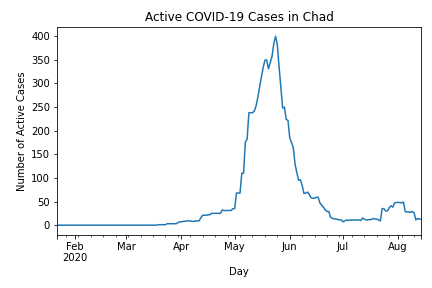 Active COVID-19 Cases in Chad
Number of Active Cases
400
350
300
250
200
150
100
50
0
Feb
2020
Mar
Apr
May
Jun
Jul
Aug
Day